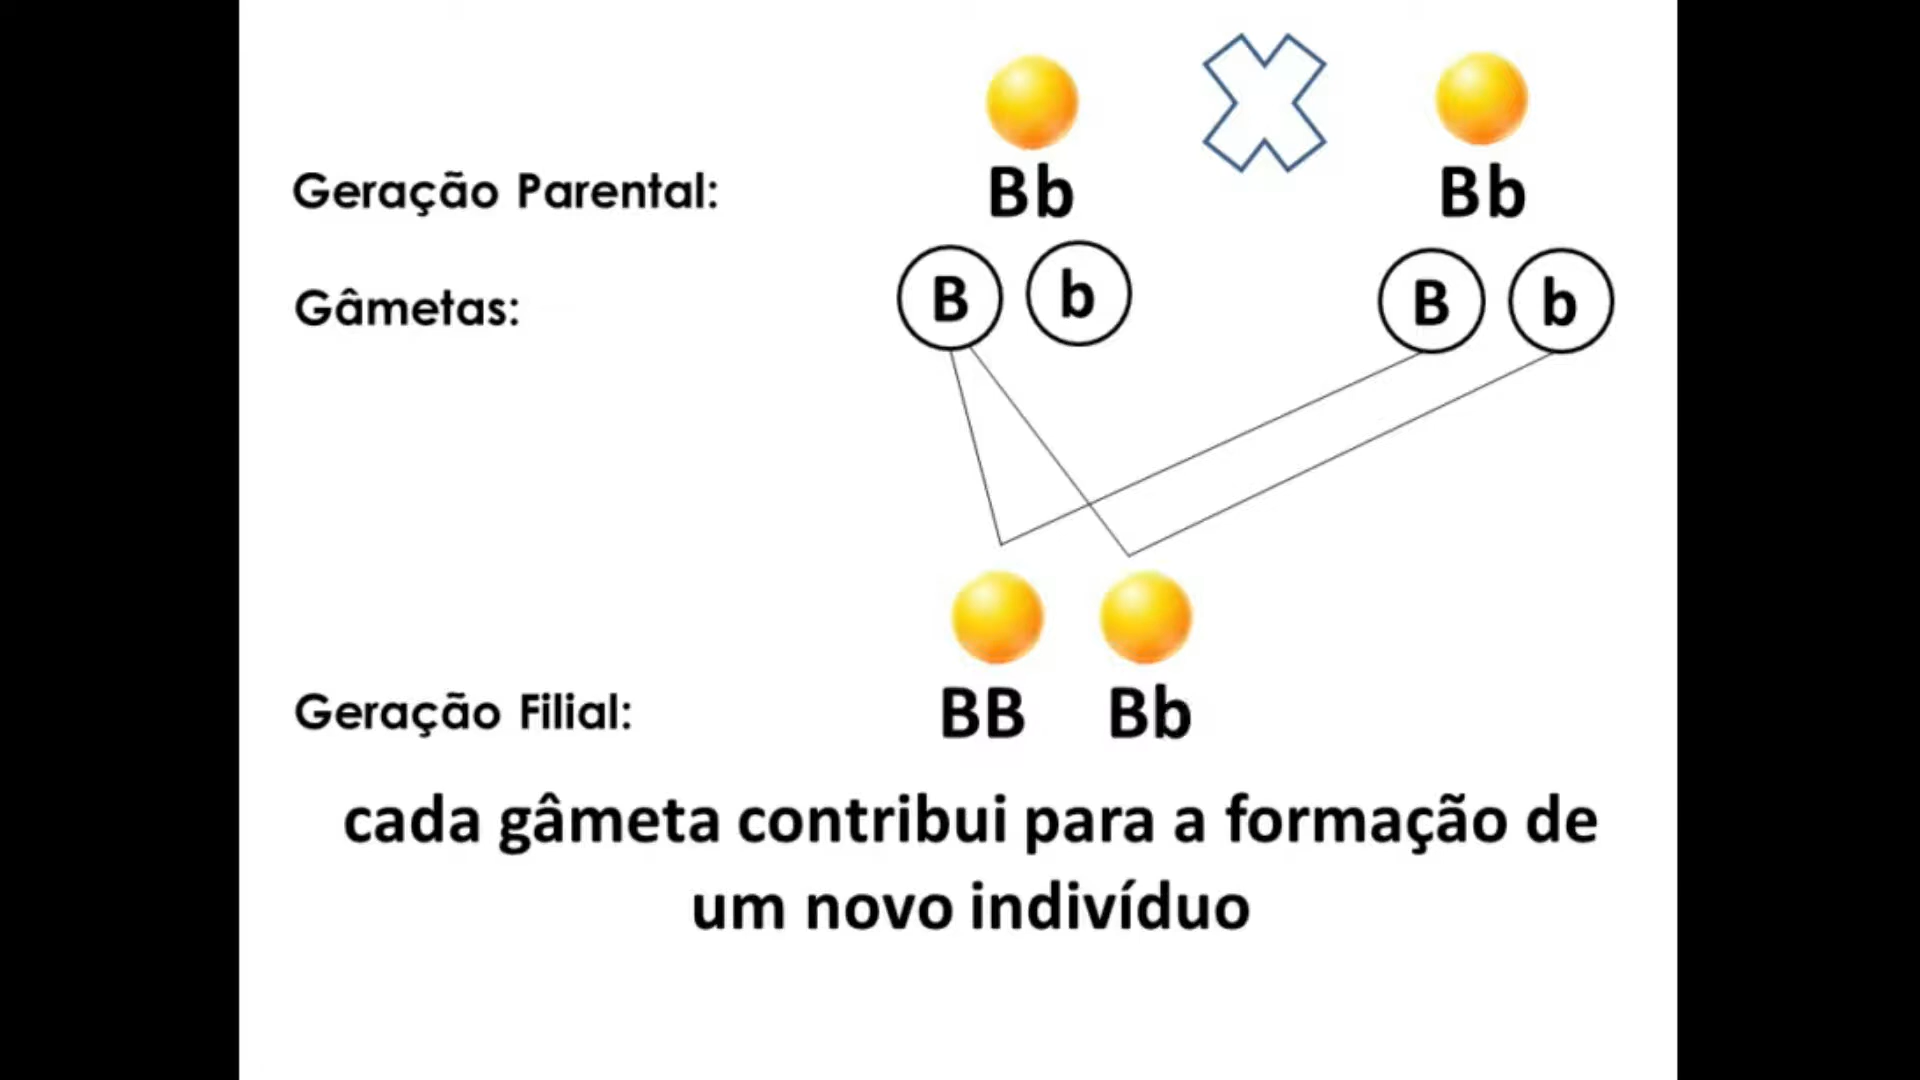 Geração Parental: Bb Bb
Gâmetas: B b B b
Geração Filial: BB Bb
cada gâmeta contribui para a formação de
um novo indivíduo